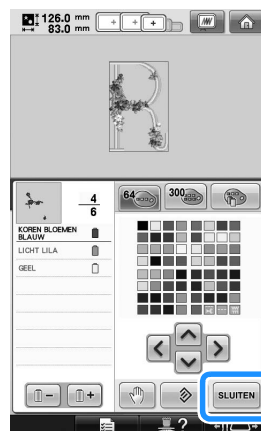 126.0 mm
83.0 mm
4
6
64
300
KOREN BLOEMEN
BLAUW
LICHT LILA
GEEL
SLUITEN
?